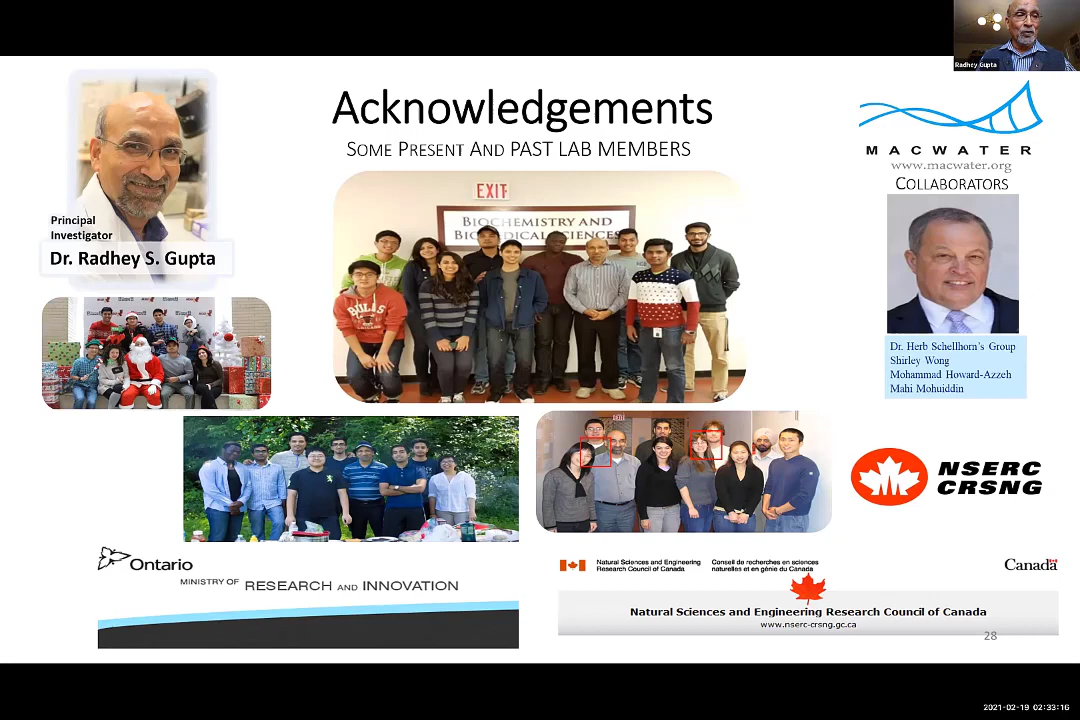 Radhey Gupta
Acknowledgements
SOME PRESENT AND PAST LAB MEMBERS
MACWATER
www.macwater.org
COLLABORATORS
Principal
Investigator
Dr. Radhey S. Gupta
EXIT
BIOCHEMISTRY AND
BIOMEDICAL SCIENCES
Dr. Herb Schellhorn's Group
Shirley Wong
Mohammad Howard-Azzeh
Mahi Mohuiddin
NSERC
CRSNG
Ontario
MINISTRY OF RESEARCH AND INNOVATION
Natural Sciences and Engineering
Research Council of Canada
Conseil de recherches en sciences
naturelles et en génie du Canada
Canada
Natural Sciences and Engineering Research Council of Canada
www.nserc-crsng.gc.ca
28
2021-02-19 02:33:16